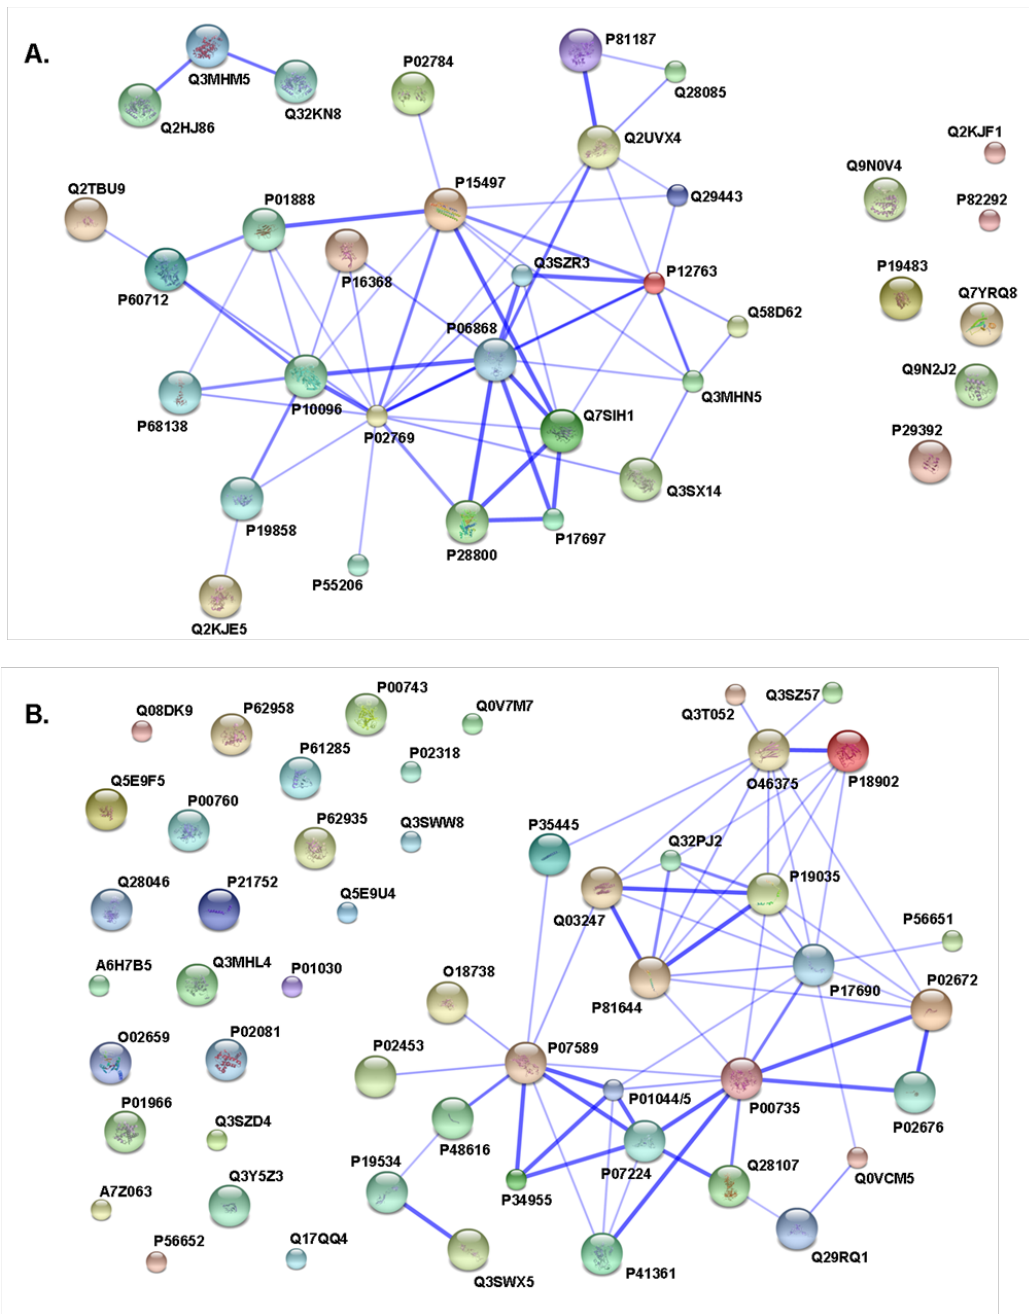 A.
Q3MHM5
Q2HJ86
Q32KN8
P02784
P81187
Q28085
Q2UVX4
Q29443
Q2KJF1
Q9N0V4
P82292
P19483
Q7YRQ8
Q9N2J2
P29392
Q2TBU9
P01888
P15497
P16368
P60712
Q3SZR3
P12763
Q58D62
P06868
Q3MHN5
P68138
P10096
P02769
Q7SIH1
Q3SX14
P19858
P28800
P17697
P55206
Q2KJE5
B.
Q08DK9
P62958
P00743
Q0V7M7
P61285
P02318
Q5E9F5
P00760
P62935
Q3SWW8
Q28046
P21752
Q5E9U4
A6H7B5
Q3MHL4
P01030
O02659
P02081
P01966
Q3SZD4
A7Z063
Q3Y5Z3
P56652
Q17QQ4
Q3T052
Q3SZ57
O46375
P18902
P35445
Q32PJ2
P19035
Q03247
P56651
P81644
P17690
P02672
O18738
P02453
P07589
P01044/5
P00735
P02676
P48616
P07224
Q28107
Q0VCM5
P19534
P34955
Q29RQ1
Q3SWX5
P41361